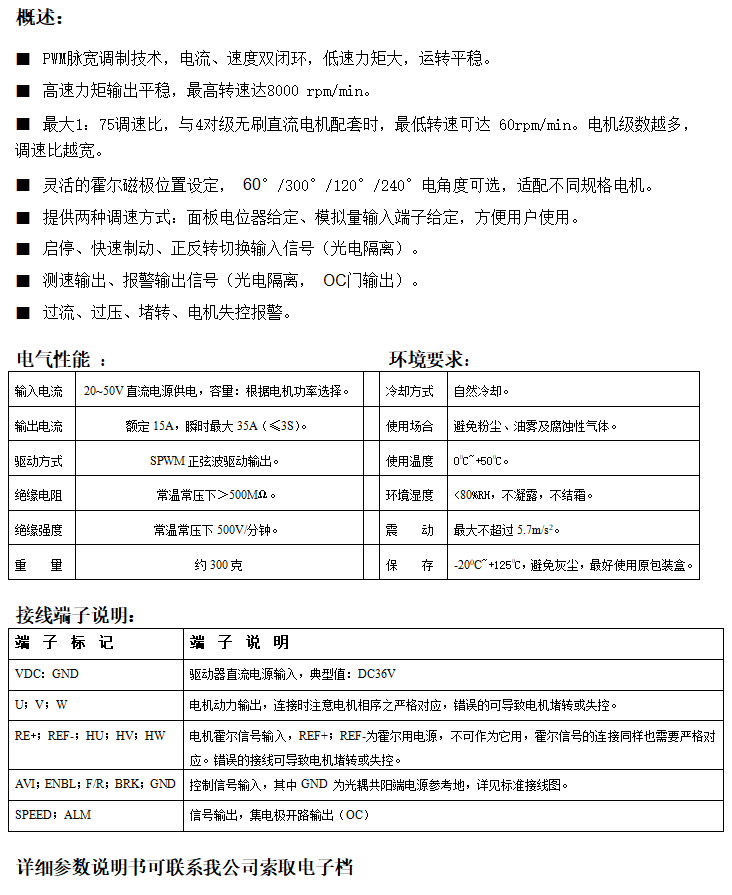 概述：
■ PWM脉宽调制技术，电流、速度双闭环，低速力矩大，运转平稳。
■ 高速力矩输出平稳，最高转速达8000 rpm/min。
■ 最大1：75调速比，与4对级无刷直流电机配套时，最低转速可达 60rpm/min。电机级数越多，
调速比越宽。
■ 灵活的霍尔磁极位置设定， 60°/300°/120°/240°电角度可选，适配不同规格电机。
■ 提供两种调速方式：面板电位器给定、模拟量输入端子给定，方便用户使用。
■ 启停、快速制动、正反转切换输入信号（光电隔离）。
■ 测速输出、报警输出信号（光电隔离， OC门输出）。
■ 过流、过压、堵转、电机失控报警。
电气性能 ： 环境要求：
输入电流 20~50V 直流电源供电，容量：根据电机功率选择。 冷却方式 自然冷却。
输出电流 额定 15A，瞬时最大 35A（≤3S）。 使用场合 避免粉尘、油雾及腐蚀性气体。
驱动方式 SPWM 正弦波驱动输出。 使用温度 0⁰C~+50⁰C。
绝缘电阻 常温常压下＞500MΩ。 环境湿度 <80%RH，不凝露，不结霜。
绝缘强度 常温常压下 500V/分钟。 震 动 最大不超过 5.7m/s²。
重 量 约 300 克 保 存 -20⁰C~+125⁰C，避免灰尘，最好使用原包装盒。
接线端子说明：
端 子 标 记 端 子 说 明
VDC：GND 驱动器直流电源输入，典型值：DC36V
U；V；W 电机动力输出，连接时注意电机相序之严格对应，错误的可导致电机堵转或失控。
RE+；REF-；HU；HV；HW 电机霍尔信号输入，REF+；REF-为霍尔用电源，不可作为它用，霍尔信号的连接同样也需要严格对
应。错误的接线可导致电机堵转或失控。
AVI；ENBL；F/R；BRK；GND 控制信号输入，其中 GND 为光耦共阳端电源参考地，详见标准接线图。
SPEED；ALM 信号输出，集电极开路输出（OC）
详细参数说明书可联系我公司索取电子档